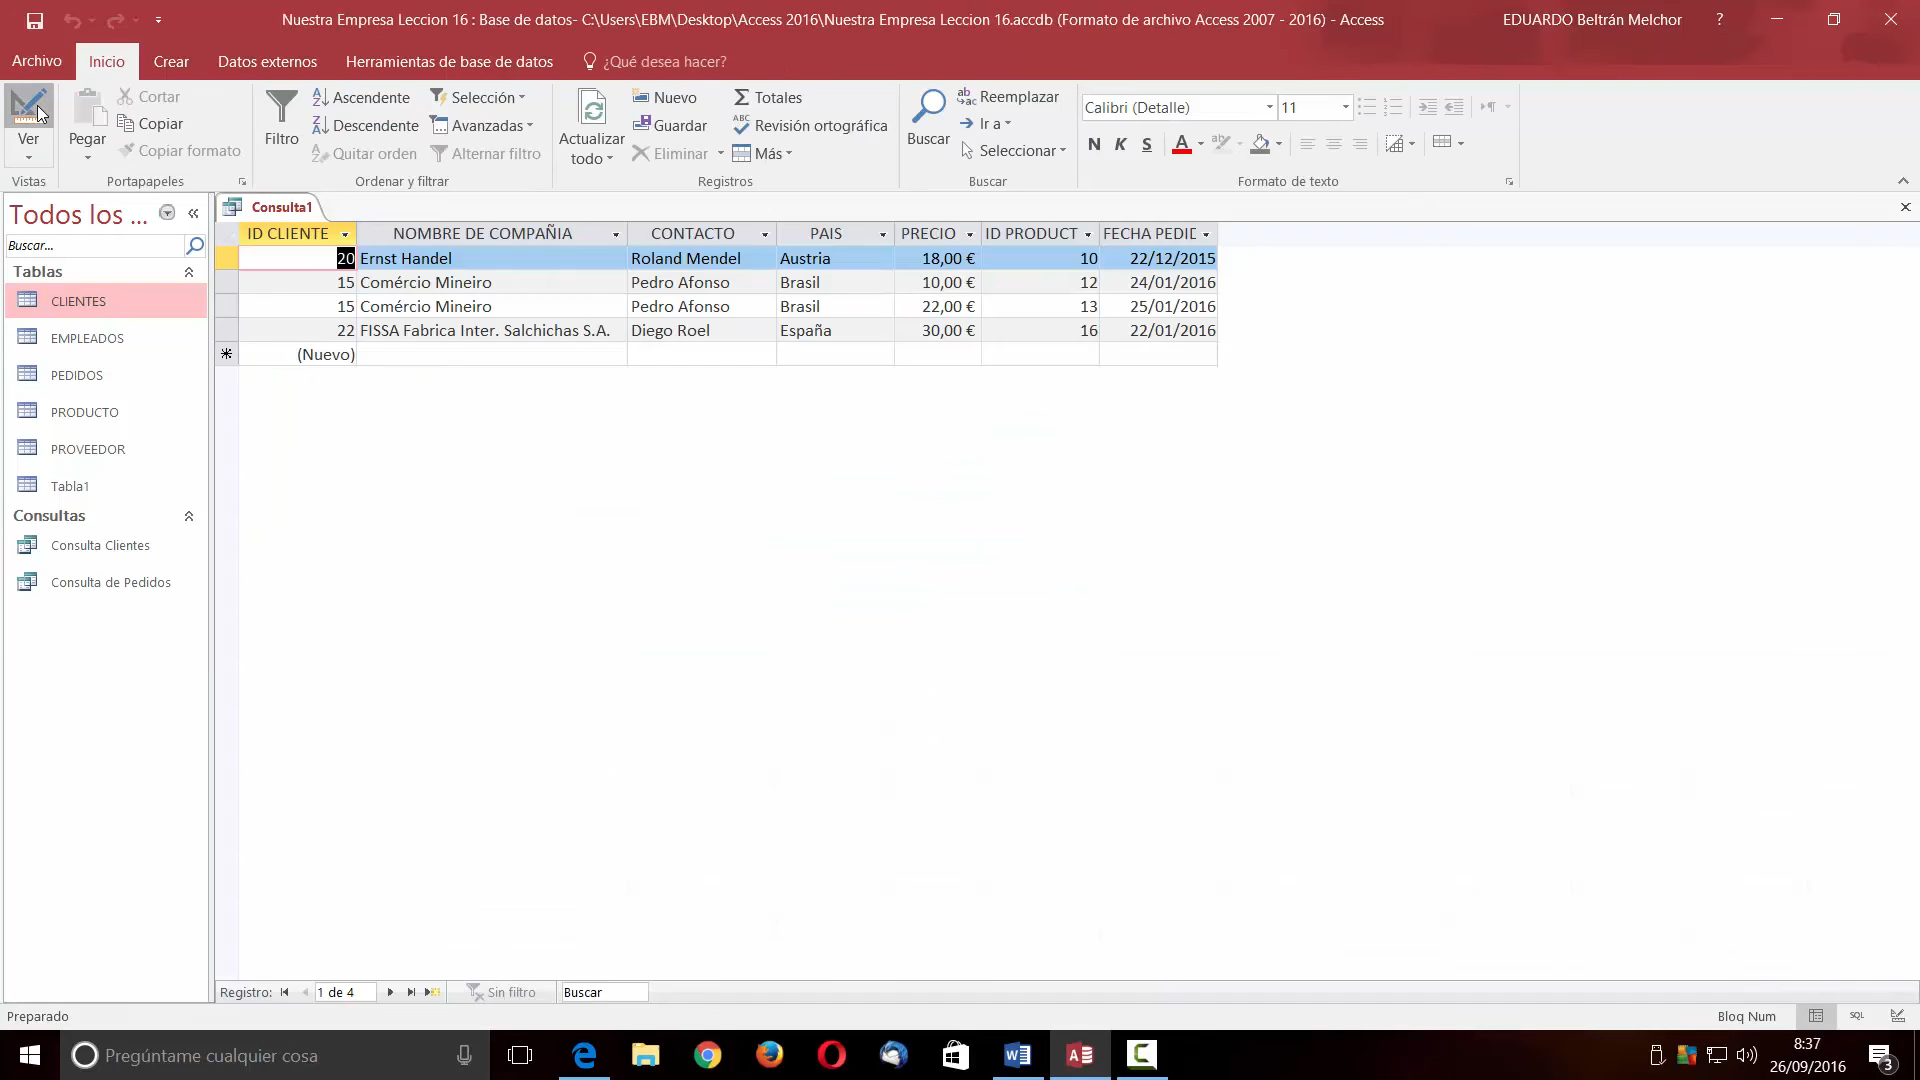 Nuestra Empresa Leccion 16 : Base de datos- C:\Users\EBM\Desktop\Access 2016\Nuestra Empresa Leccion 16.accdb (Formato de archivo Access 2007 - 2016) - Access
EDUARDO Beltrán Melchor
?
Archivo Inicio Crear Datos externos Herramientas de base de datos ¿Qué desea hacer?
Ver
Vistas
Pegar
Cortar
Copiar
Copiar formato
Portapapeles
Filtro
Ascendente
Descendente
Quitar orden
Selección
Avanzadas
Alternar filtro
Ordenar y filtrar
Actualizar
todo
Nuevo
Guardar
Eliminar
Totales
Revisión ortográfica
Más
Registros
Buscar
Reemplazar
Ir a
Seleccionar
Buscar
Calibri (Detalle) 11
N K S A
Formato de texto
Todos los ...
Buscar...
Tablas
CLIENTES
EMPLEADOS
PEDIDOS
PRODUCTO
PROVEEDOR
Tabla1
Consultas
Consulta Clientes
Consulta de Pedidos
Consulta1
ID CLIENTE NOMBRE DE COMPAÑIA CONTACTO PAIS PRECIO ID PRODUCT FECHA PEDID
20 Ernst Handel Roland Mendel Austria 18,00 € 10 22/12/2015
15 Comércio Mineiro Pedro Afonso Brasil 10,00 € 12 24/01/2016
15 Comércio Mineiro Pedro Afonso Brasil 22,00 € 13 25/01/2016
22 FISSA Fabrica Inter. Salchichas S.A. Diego Roel España 30,00 € 16 22/01/2016
(Nuevo)
Registro: 1 de 4 Sin filtro Buscar
Preparado
Bloq Num
SQL
Pregúntame cualquier cosa
8:37
26/09/2016
3